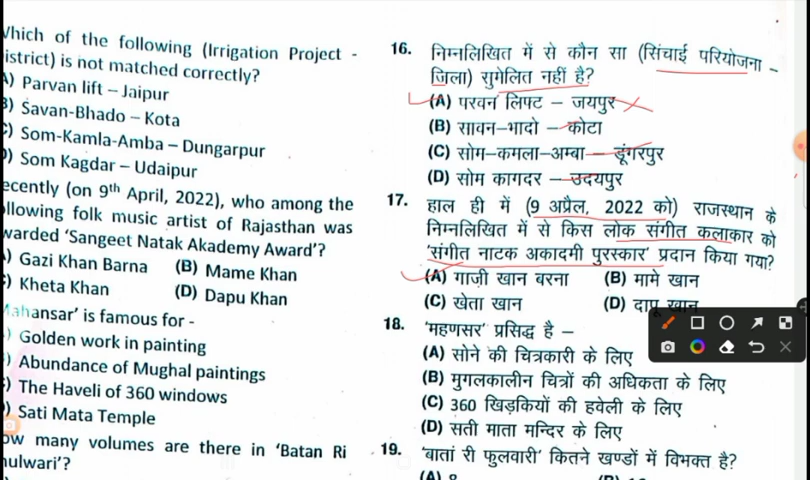 Which of the following (Irrigation Project -
istrict) is not matched correctly?
A) Parvan lift – Jaipur
B) Savan-Bhado – Kota
C) Som-Kamla-Amba – Dungarpur
D) Som Kagdar – Udaipur
ecently (on 9th April, 2022), who among the
ollowing folk music artist of Rajasthan was
warded 'Sangeet Natak Akademy Award'?
A) Gazi Khan Barna (B) Mame Khan
C) Kheta Khan (D) Dapu Khan
Mahansar' is famous for -
) Golden work in painting
) Abundance of Mughal paintings
) The Haveli of 360 windows
) Sati Mata Temple
ow many volumes are there in 'Batan Ri
hulwari'?
16. निम्नलिखित में से कौन सा (सिंचाई परियोजना –
जिला) सुमेलित नहीं है?
(A) परवन लिफ्ट – जयपुर
(B) सावन-भादो – कोटा
(C) सोम-कमला-अम्बा – डूंगरपुर
(D) सोम कागदर – उदयपुर
17. हाल ही में (9 अप्रैल, 2022 को) राजस्थान के
निम्नलिखित में से किस लोक संगीत कलाकार को
'संगीत नाटक अकादमी पुरस्कार' प्रदान किया गया?
(A) गाज़ी खान बरना (B) मामे खान
(C) खेता खान (D) दापू खान
18. 'महणसर' प्रसिद्ध है –
(A) सोने की चित्रकारी के लिए
(B) मुगलकालीन चित्रों की अधिकता के लिए
(C) 360 खिड़कियों की हवेली के लिए
(D) सती माता मन्दिर के लिए
19. 'बातां री फुलवारी' कितने खण्डों में विभक्त है?